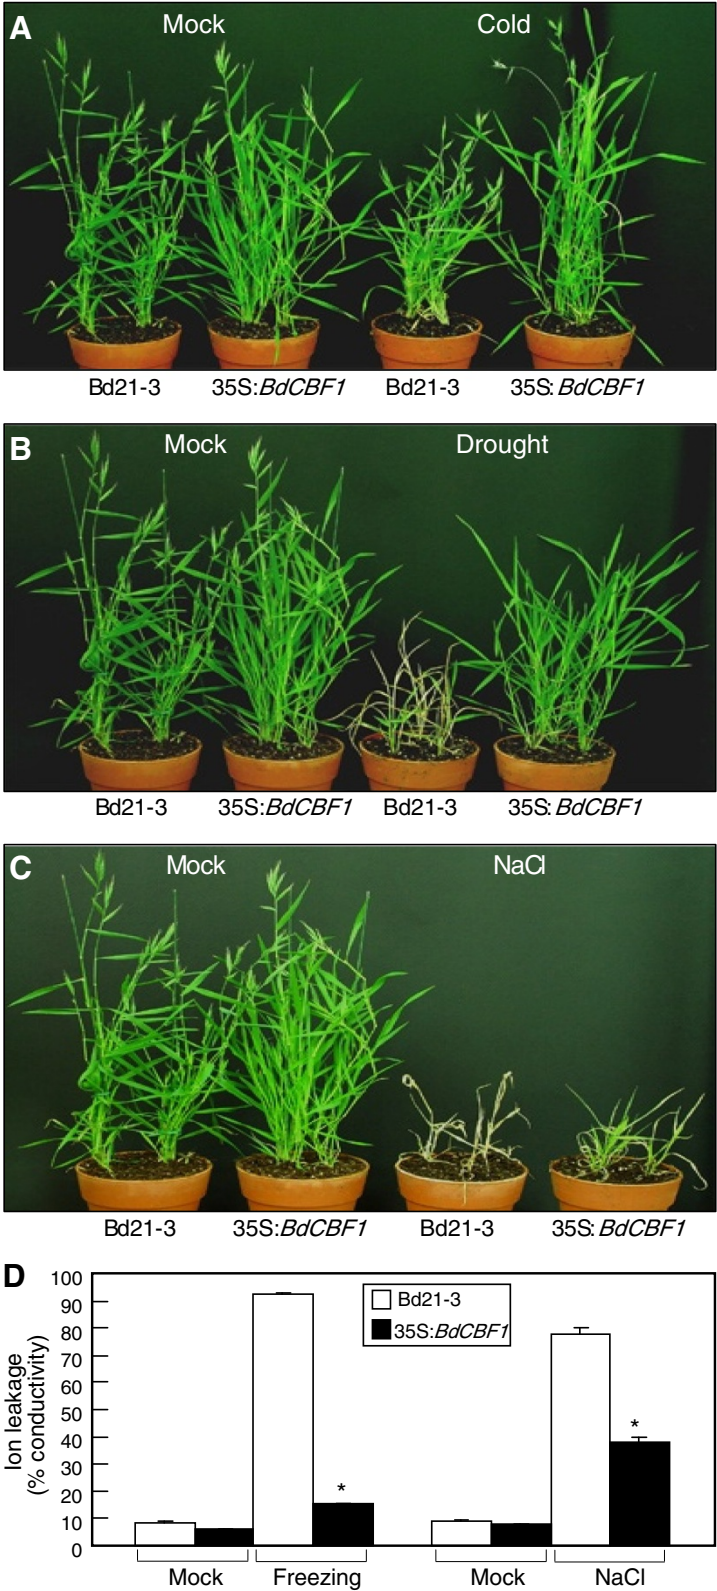 A
Mock
Cold
Bd21-3
35S:BdCBF1
Bd21-3
35S:BdCBF1
B
Mock
Drought
Bd21-3
35S:BdCBF1
Bd21-3
35S:BdCBF1
C
Mock
NaCl
Bd21-3
35S:BdCBF1
Bd21-3
35S:BdCBF1
D
Ion leakage
(% conductivity)
100
90
80
70
60
50
40
30
20
10
0
Bd21-3
35S:BdCBF1
*
*
Mock
Freezing
Mock
NaCl